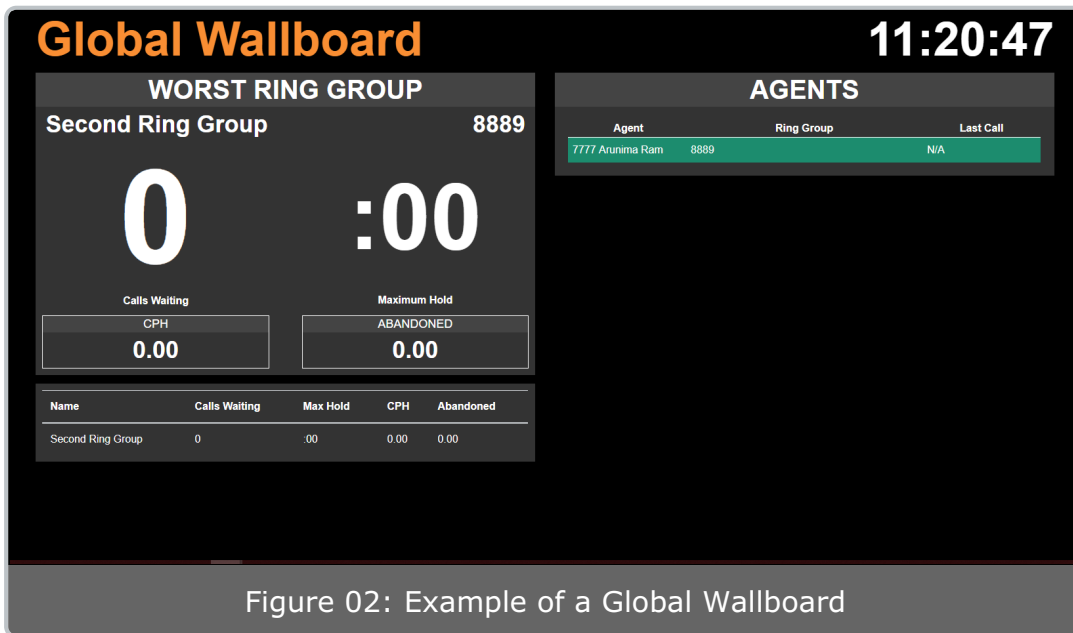 Global Wallboard
11:20:47
WORST RING GROUP
Second Ring Group 8889
0 :00
Calls Waiting Maximum Hold
CPH ABANDONED
0.00 0.00
Name Calls Waiting Max Hold CPH Abandoned
Second Ring Group 0 :00 0.00 0.00
AGENTS
Agent Ring Group Last Call
7777 Arunima Ram 8889 N/A
Figure 02: Example of a Global Wallboard